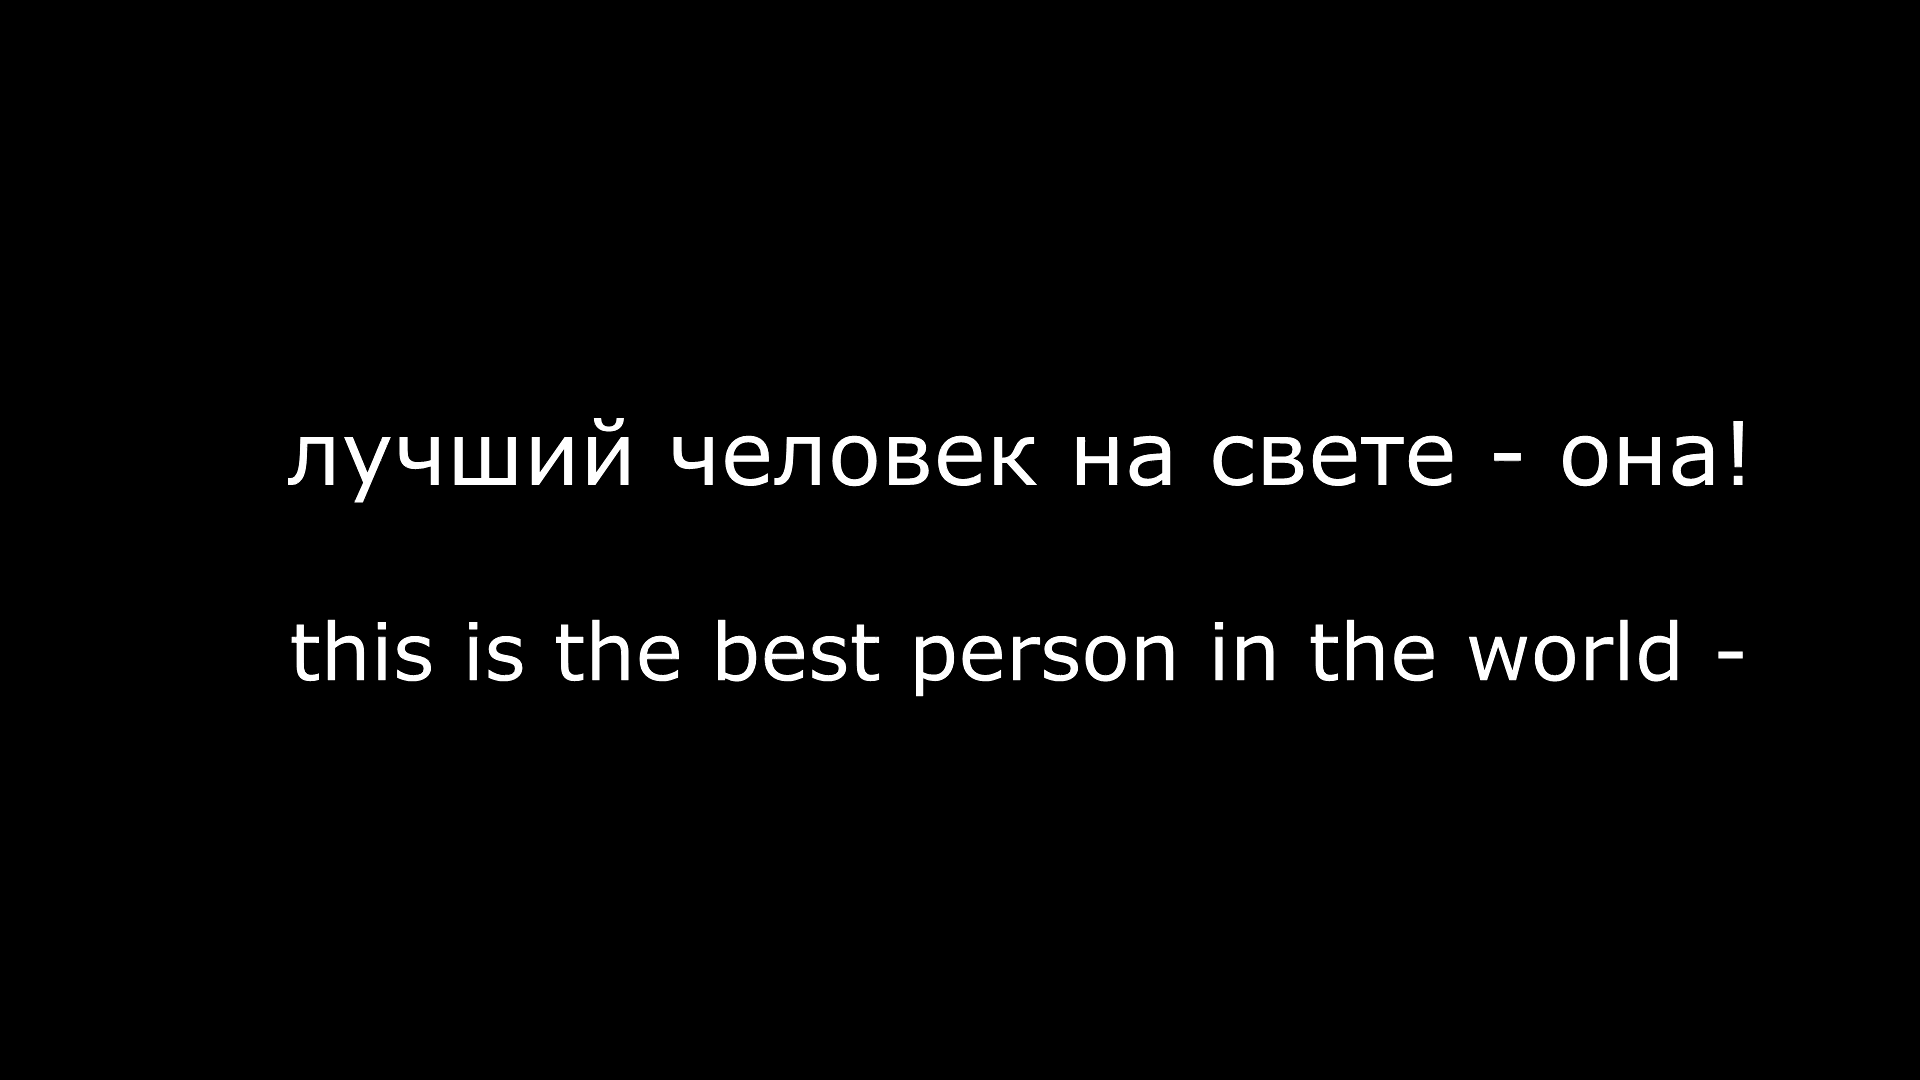 лучший человек на свете - она!
this is the best person in the world -